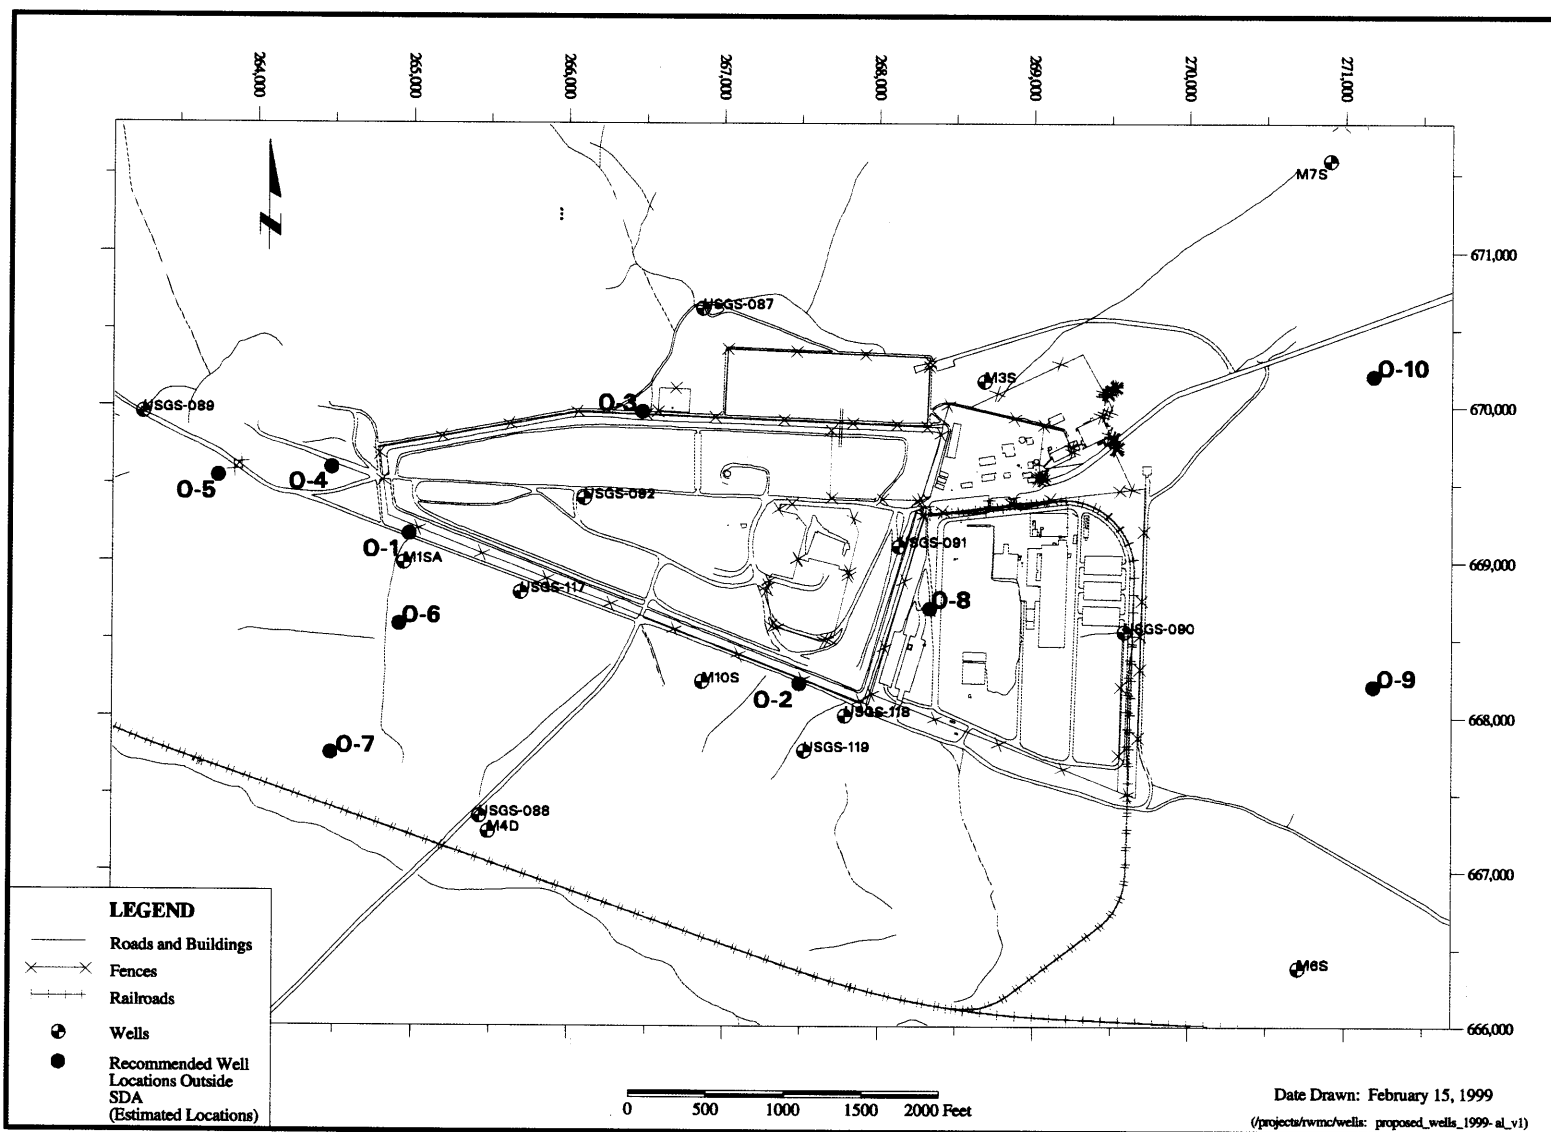 264,000
265,000
266,000
267,000
268,000
269,000
270,000
271,000
M7S
671,000
USGS-087
O-10
M3S
USGS-089
O-3
670,000
O-4
O-5
USGS-092
O-1
M1SA
USGS-091
669,000
USGS-117
O-6
O-8
USGS-090
M10S
O-2
O-9
USGS-118
668,000
O-7
USGS-119
USGS-088
M4D
667,000
M6S
666,000
LEGEND
Roads and Buildings
Fences
Railroads
Wells
Recommended Well
Locations Outside
SDA
(Estimated Locations)
0 500 1000 1500 2000 Feet
Date Drawn: February 15, 1999
(/projects/rwmc/wells: proposed_wells_1999-al_v1)
N